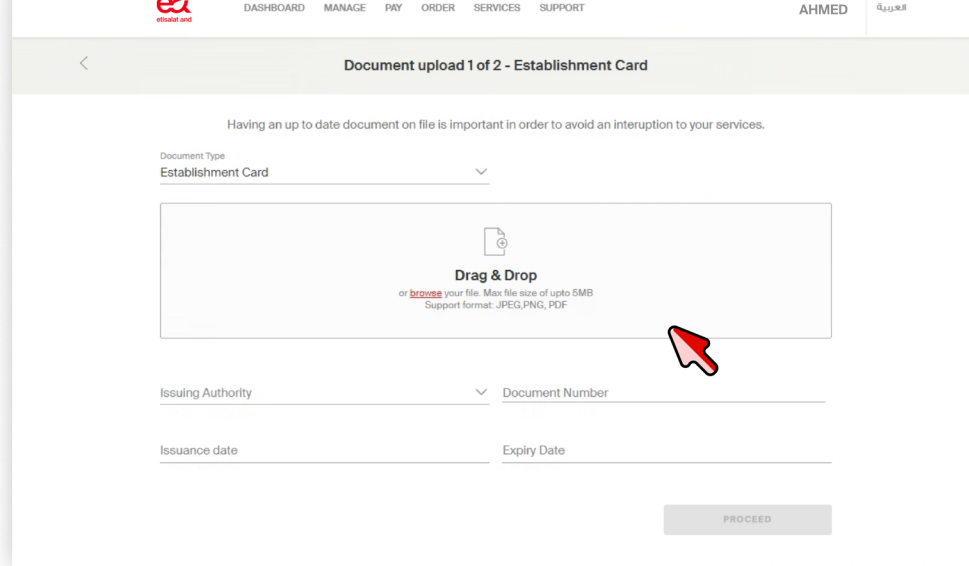 etisalat and
DASHBOARD MANAGE PAY ORDER SERVICES SUPPORT AHMED العربية
Document upload 1 of 2 - Establishment Card
Having an up to date document on file is important in order to avoid an interuption to your services.
Document Type
Establishment Card
Drag & Drop
or browse your file. Max file size of upto 5MB
Support format: JPEG,PNG, PDF
Issuing Authority Document Number
Issuance date Expiry Date
PROCEED